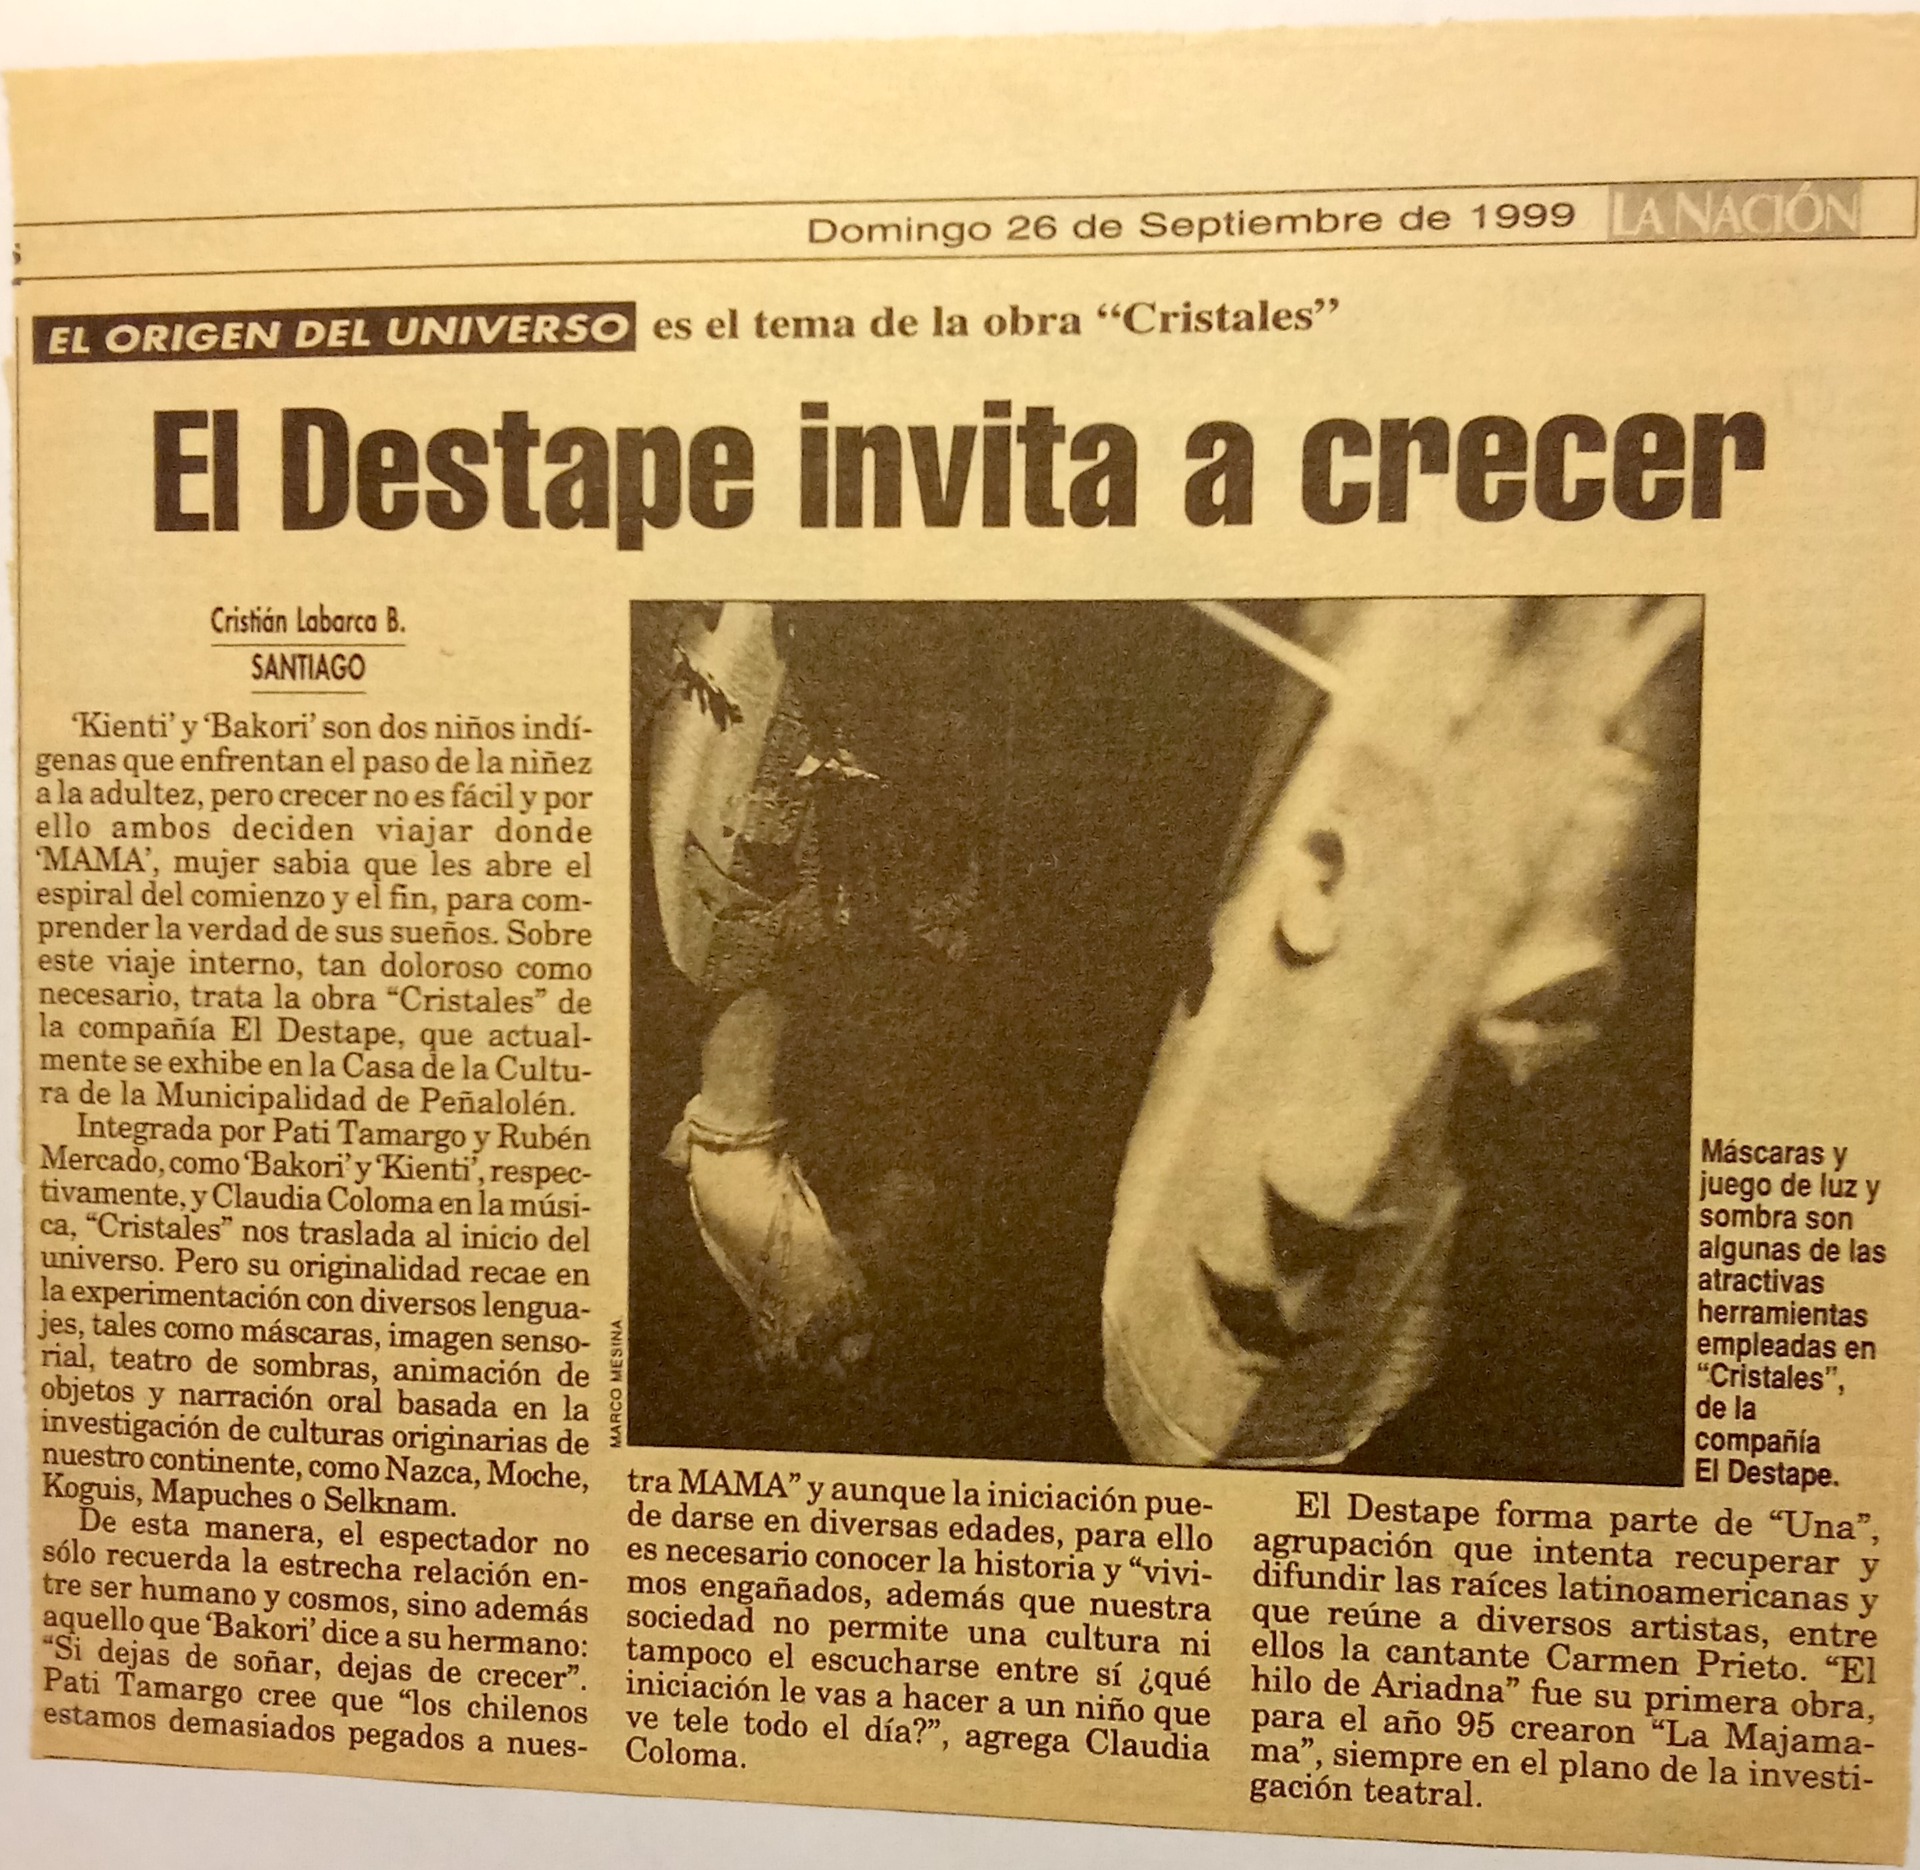 Domingo 26 de Septiembre de 1999 LA NACIÓN
EL ORIGEN DEL UNIVERSO es el tema de la obra “Cristales”
El Destape invita a crecer
Cristián Labarca B.
SANTIAGO
‘Kienti’ y ‘Bakori’ son dos niños indí-
genas que enfrentan el paso de la niñez
a la adultez, pero crecer no es fácil y por
ello ambos deciden viajar donde
‘MAMA’, mujer sabia que les abre el
espiral del comienzo y el fin, para com-
prender la verdad de sus sueños. Sobre
este viaje interno, tan doloroso como
necesario, trata la obra “Cristales” de
la compañía El Destape, que actual-
mente se exhibe en la Casa de la Cultu-
ra de la Municipalidad de Peñalolén.
Integrada por Pati Tamargo y Rubén
Mercado, como ‘Bakori’ y ‘Kienti’, respec-
tivamente, y Claudia Coloma en la músi-
ca, “Cristales” nos traslada al inicio del
universo. Pero su originalidad recae en
la experimentación con diversos lengua-
jes, tales como máscaras, imagen senso-
rial, teatro de sombras, animación de
objetos y narración oral basada en la
investigación de culturas originarias de
nuestro continente, como Nazca, Moche,
Koguis, Mapuches o Selknam.
De esta manera, el espectador no
sólo recuerda la estrecha relación en-
tre ser humano y cosmos, sino además
aquello que ‘Bakori’ dice a su hermano:
“Si dejas de soñar, dejas de crecer”.
Pati Tamargo cree que “los chilenos
estamos demasiados pegados a nues-
MARCO MESINA
tra MAMA” y aunque la iniciación pue-
de darse en diversas edades, para ello
es necesario conocer la historia y “vivi-
mos engañados, además que nuestra
sociedad no permite una cultura ni
tampoco el escucharse entre sí ¿qué
iniciación le vas a hacer a un niño que
ve tele todo el día?”, agrega Claudia
Coloma.
Máscaras y
juego de luz y
sombra son
algunas de las
atractivas
herramientas
empleadas en
“Cristales”,
de la
compañía
El Destape.
El Destape forma parte de “Una”,
agrupación que intenta recuperar y
difundir las raíces latinoamericanas y
que reúne a diversos artistas, entre
ellos la cantante Carmen Prieto. “El
hilo de Ariadna” fue su primera obra,
para el año 95 crearon “La Majama-
ma”, siempre en el plano de la investi-
gación teatral.